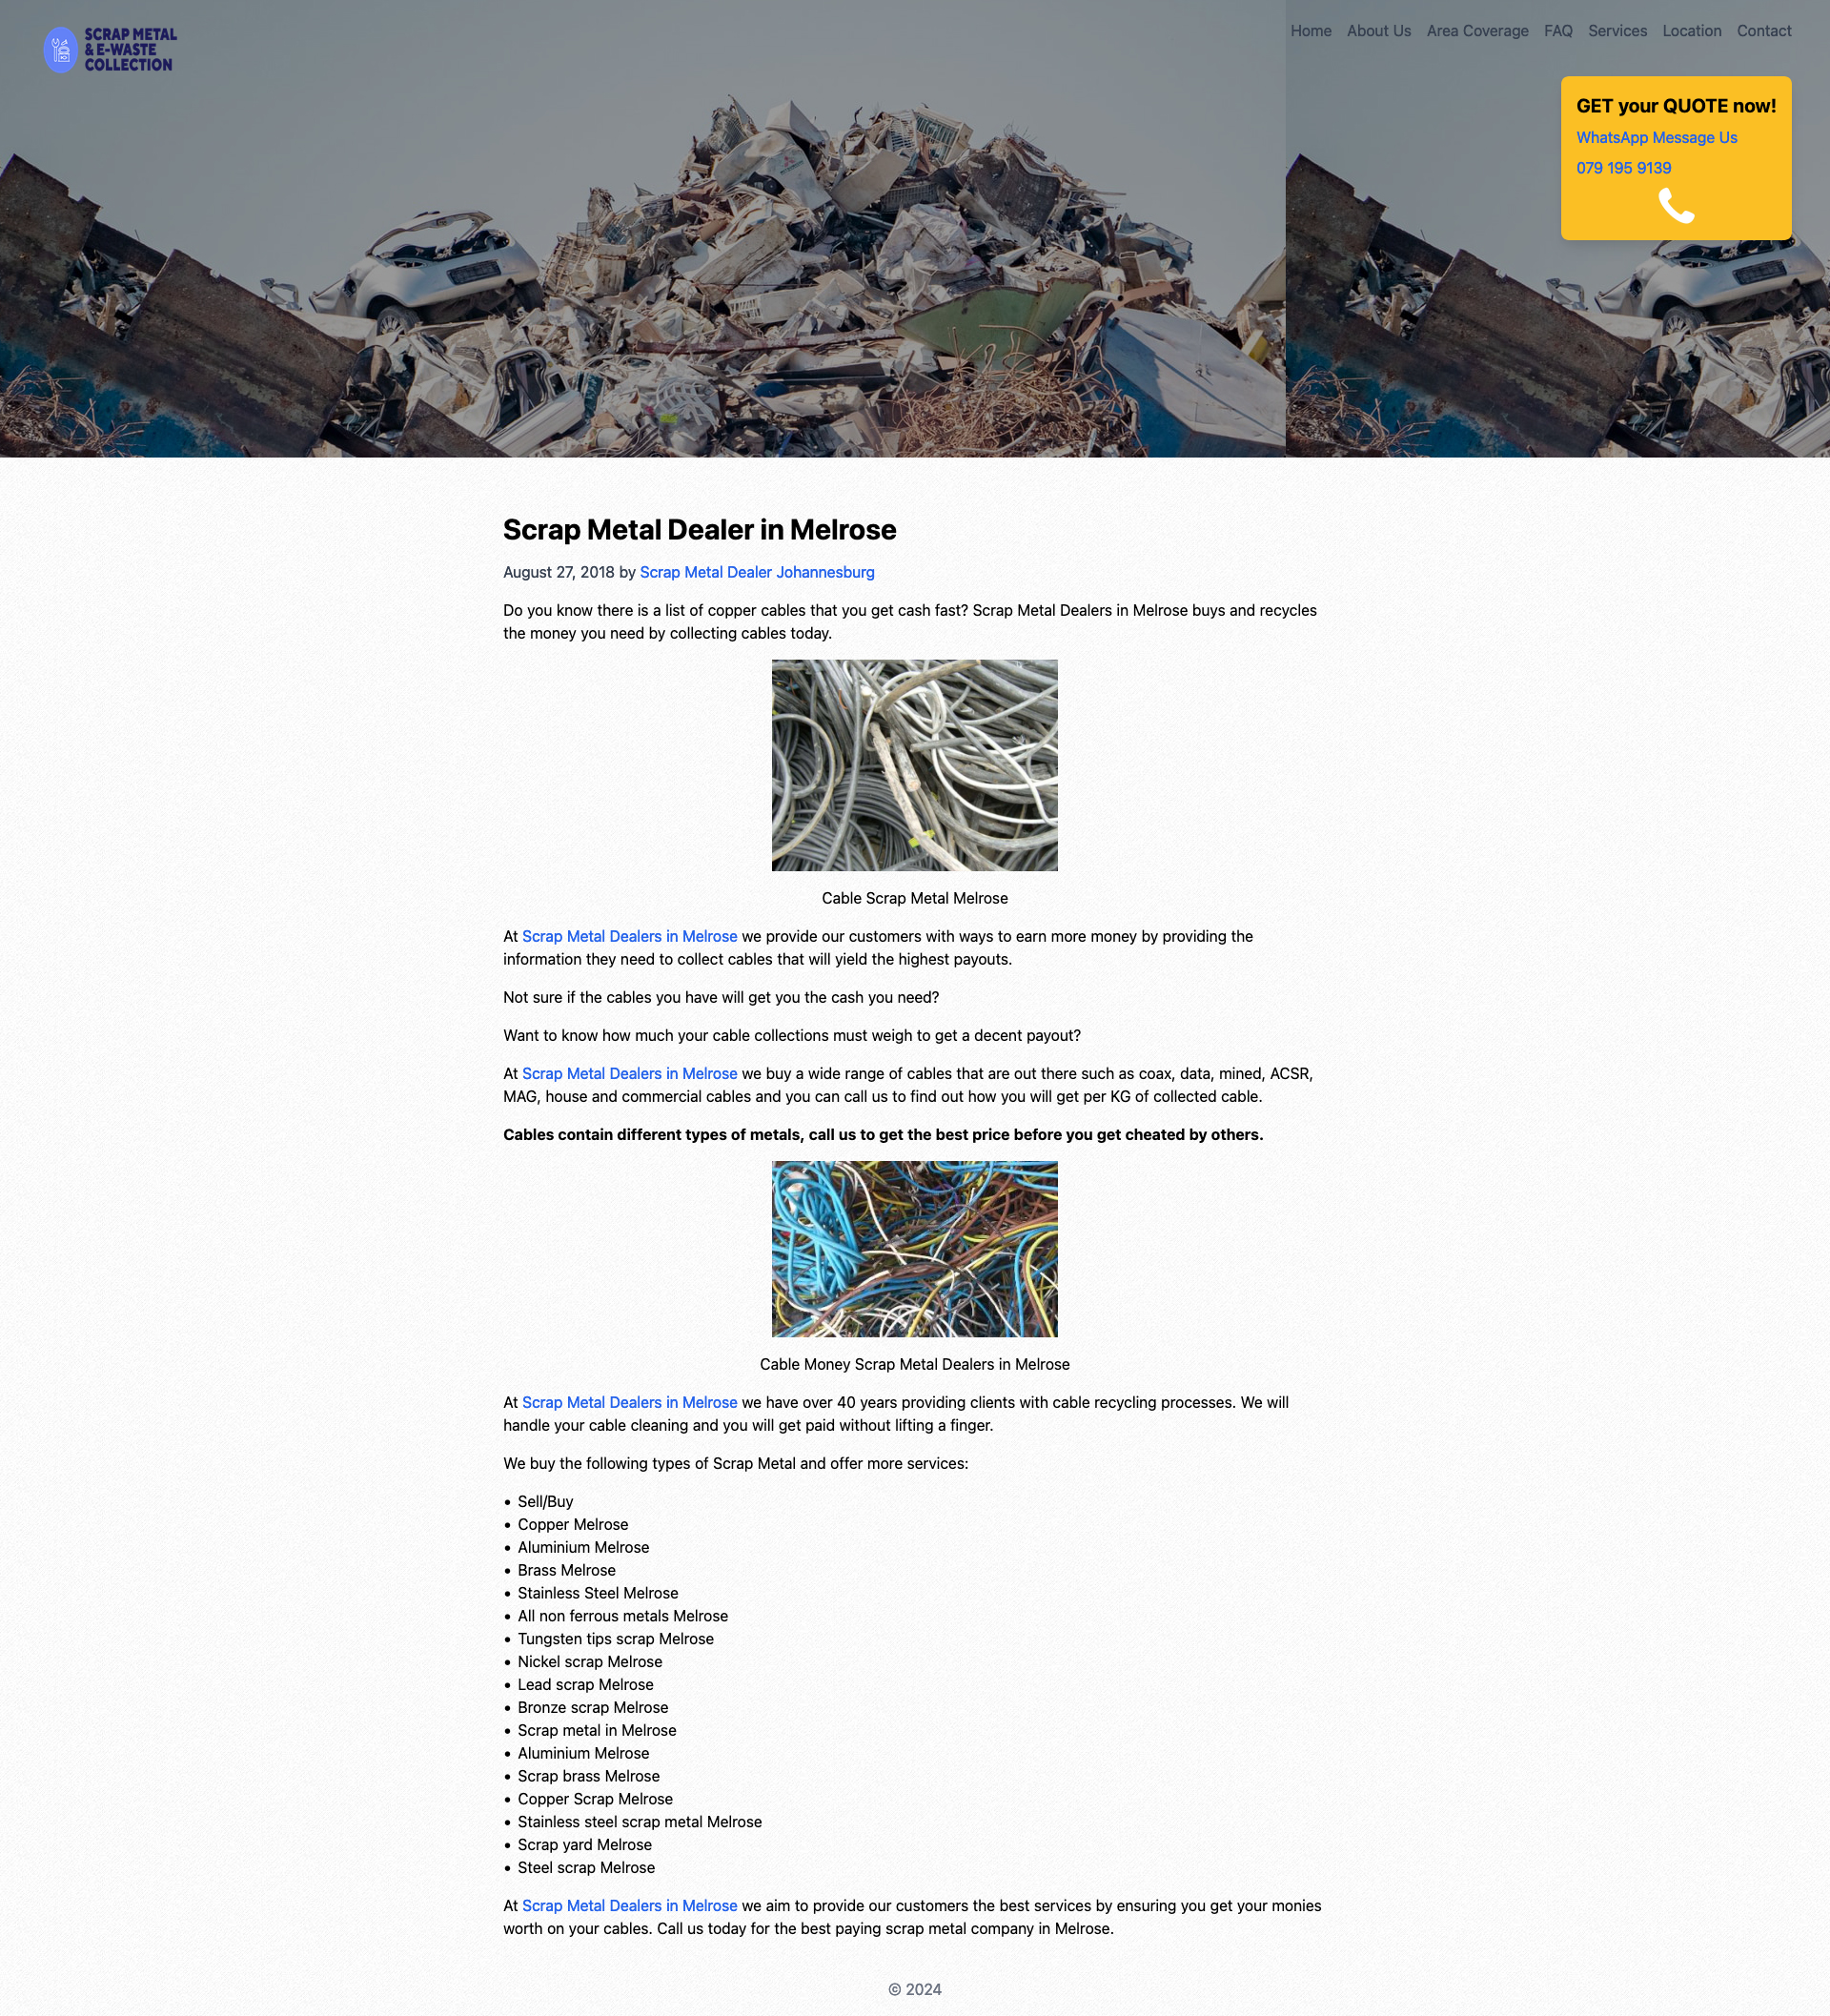 SCRAP METAL
& E-WASTE
COLLECTION
Home About Us Area Coverage FAQ Services Location Contact
GET your QUOTE now!
WhatsApp Message Us
079 195 9139
Scrap Metal Dealer in Melrose
August 27, 2018 by Scrap Metal Dealer Johannesburg
Do you know there is a list of copper cables that you get cash fast? Scrap Metal Dealers in Melrose buys and recycles
the money you need by collecting cables today.
Cable Scrap Metal Melrose
At Scrap Metal Dealers in Melrose we provide our customers with ways to earn more money by providing the
information they need to collect cables that will yield the highest payouts.
Not sure if the cables you have will get you the cash you need?
Want to know how much your cable collections must weigh to get a decent payout?
At Scrap Metal Dealers in Melrose we buy a wide range of cables that are out there such as coax, data, mined, ACSR,
MAG, house and commercial cables and you can call us to find out how you will get per KG of collected cable.
Cables contain different types of metals, call us to get the best price before you get cheated by others.
Cable Money Scrap Metal Dealers in Melrose
At Scrap Metal Dealers in Melrose we have over 40 years providing clients with cable recycling processes. We will
handle your cable cleaning and you will get paid without lifting a finger.
We buy the following types of Scrap Metal and offer more services:
• Sell/Buy
• Copper Melrose
• Aluminium Melrose
• Brass Melrose
• Stainless Steel Melrose
• All non ferrous metals Melrose
• Tungsten tips scrap Melrose
• Nickel scrap Melrose
• Lead scrap Melrose
• Bronze scrap Melrose
• Scrap metal in Melrose
• Aluminium Melrose
• Scrap brass Melrose
• Copper Scrap Melrose
• Stainless steel scrap metal Melrose
• Scrap yard Melrose
• Steel scrap Melrose
At Scrap Metal Dealers in Melrose we aim to provide our customers the best services by ensuring you get your monies
worth on your cables. Call us today for the best paying scrap metal company in Melrose.
© 2024